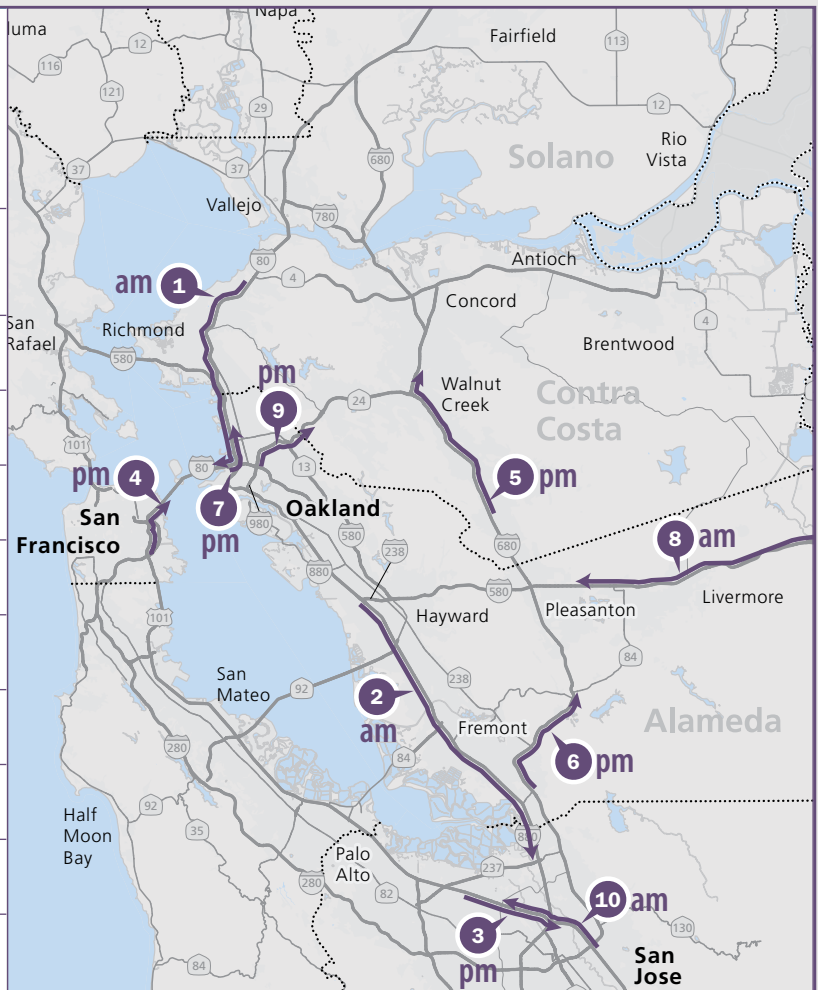 Napa
luma
Fairfield
12
113
116
121
29
12
Rio
Vista
680
Solano
37
37
Vallejo
780
80
Antioch
am 1
4
Concord
4
San
Rafael
Richmond
Brentwood
580
pm
Walnut
Creek
Contra
Costa
9
24
101
pm 4
80
13
5 pm
7
Oakland
San
Francisco
pm
980
580
238
680
8 am
880
580
Livermore
Hayward
Pleasanton
101
84
San
Mateo
92
238
2
am
Fremont
Alameda
280
84
6 pm
92
Half
Moon
Bay
35
880
Palo
Alto
237
280
82
10 am
3
pm
130
San
Jose
84